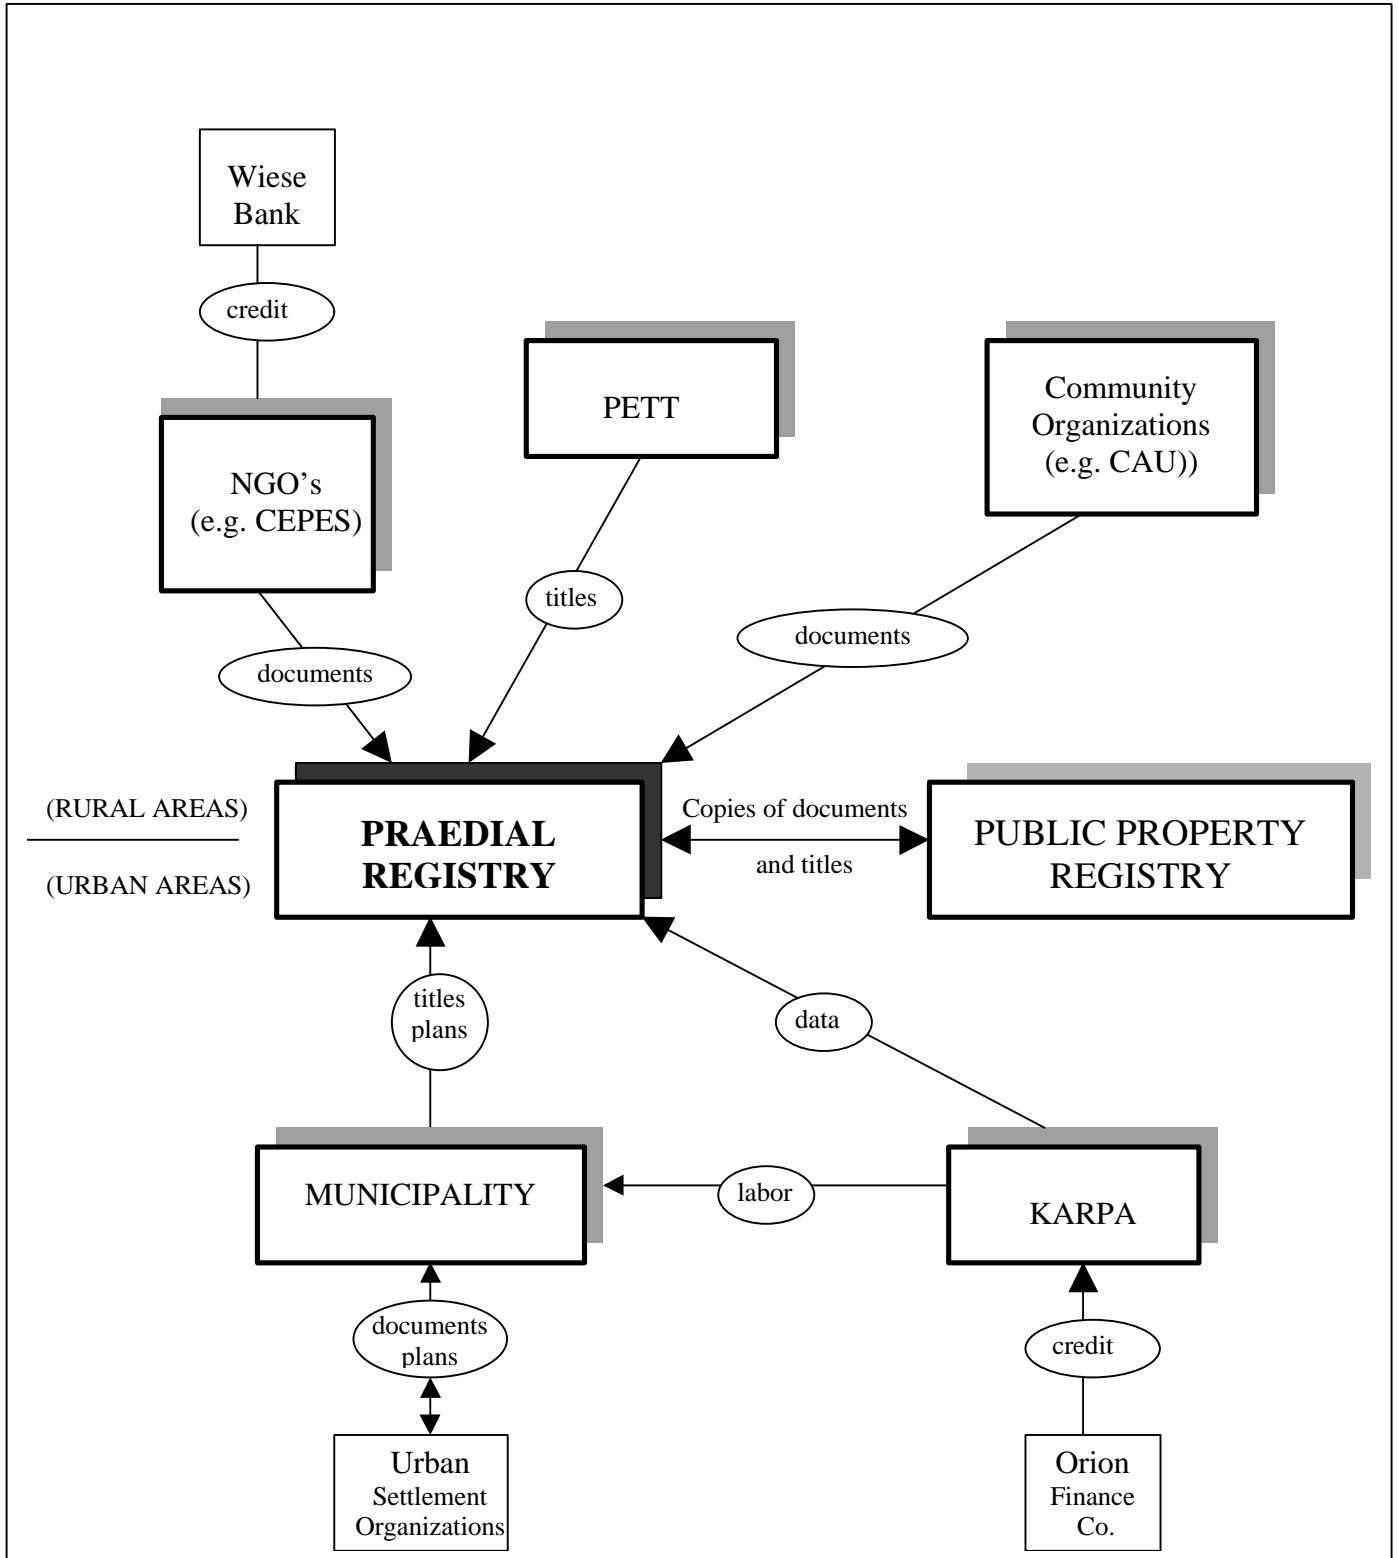 Wiese
Bank
credit
NGO's
(e.g. CEPES)
PETT
Community
Organizations
(e.g. CAU))
titles
documents
documents
(RURAL AREAS)
(URBAN AREAS)
PRAEDIAL
REGISTRY
Copies of documents
and titles
PUBLIC PROPERTY
REGISTRY
titles
plans
data
MUNICIPALITY
labor
KARPA
documents
plans
credit
Urban
Settlement
Organizations
Orion
Finance
Co.